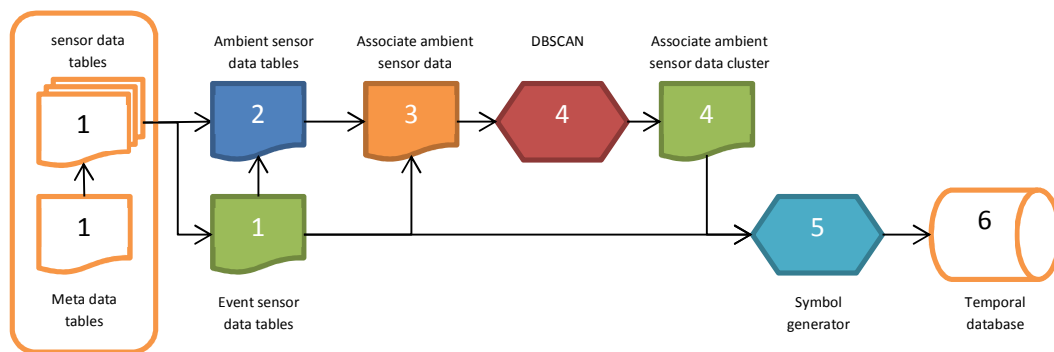 sensor data
tables
Ambient sensor
data tables
Associate ambient
sensor data
DBSCAN
Associate ambient
sensor data cluster
1
2
3
4
4
1
1
5
6
Meta data
tables
Event sensor
data tables
Symbol
generator
Temporal
database